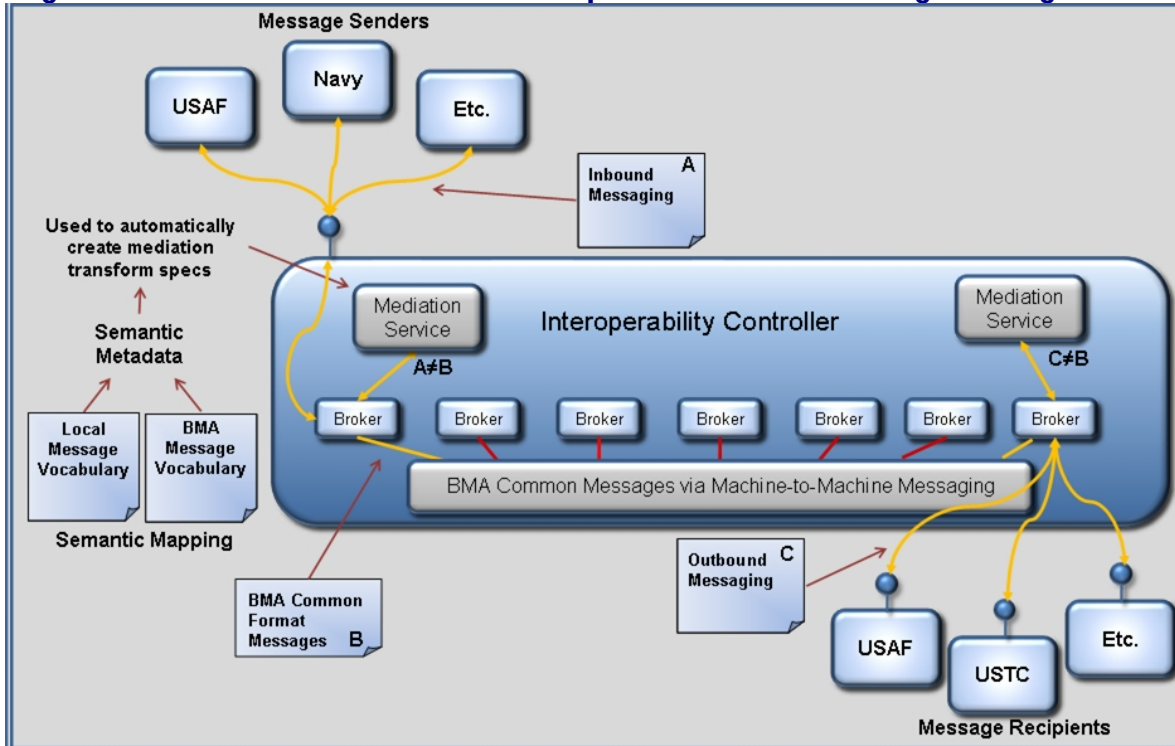 Message Senders
Navy
USAF
Etc.
Inbound A
Messaging
Used to automatically
create mediation
transform specs
Mediation
Service
Interoperability Controller
Mediation
Service
A≠B
C≠B
Semantic
Metadata
Broker
Broker
Broker
Broker
Broker
Broker
Broker
Local
Message
Vocabulary
BMA
Message
Vocabulary
BMA Common Messages via Machine-to-Machine Messaging
Semantic Mapping
Outbound C
Messaging
BMA Common
Format
Messages B
USAF
USTC
Etc.
Message Recipients